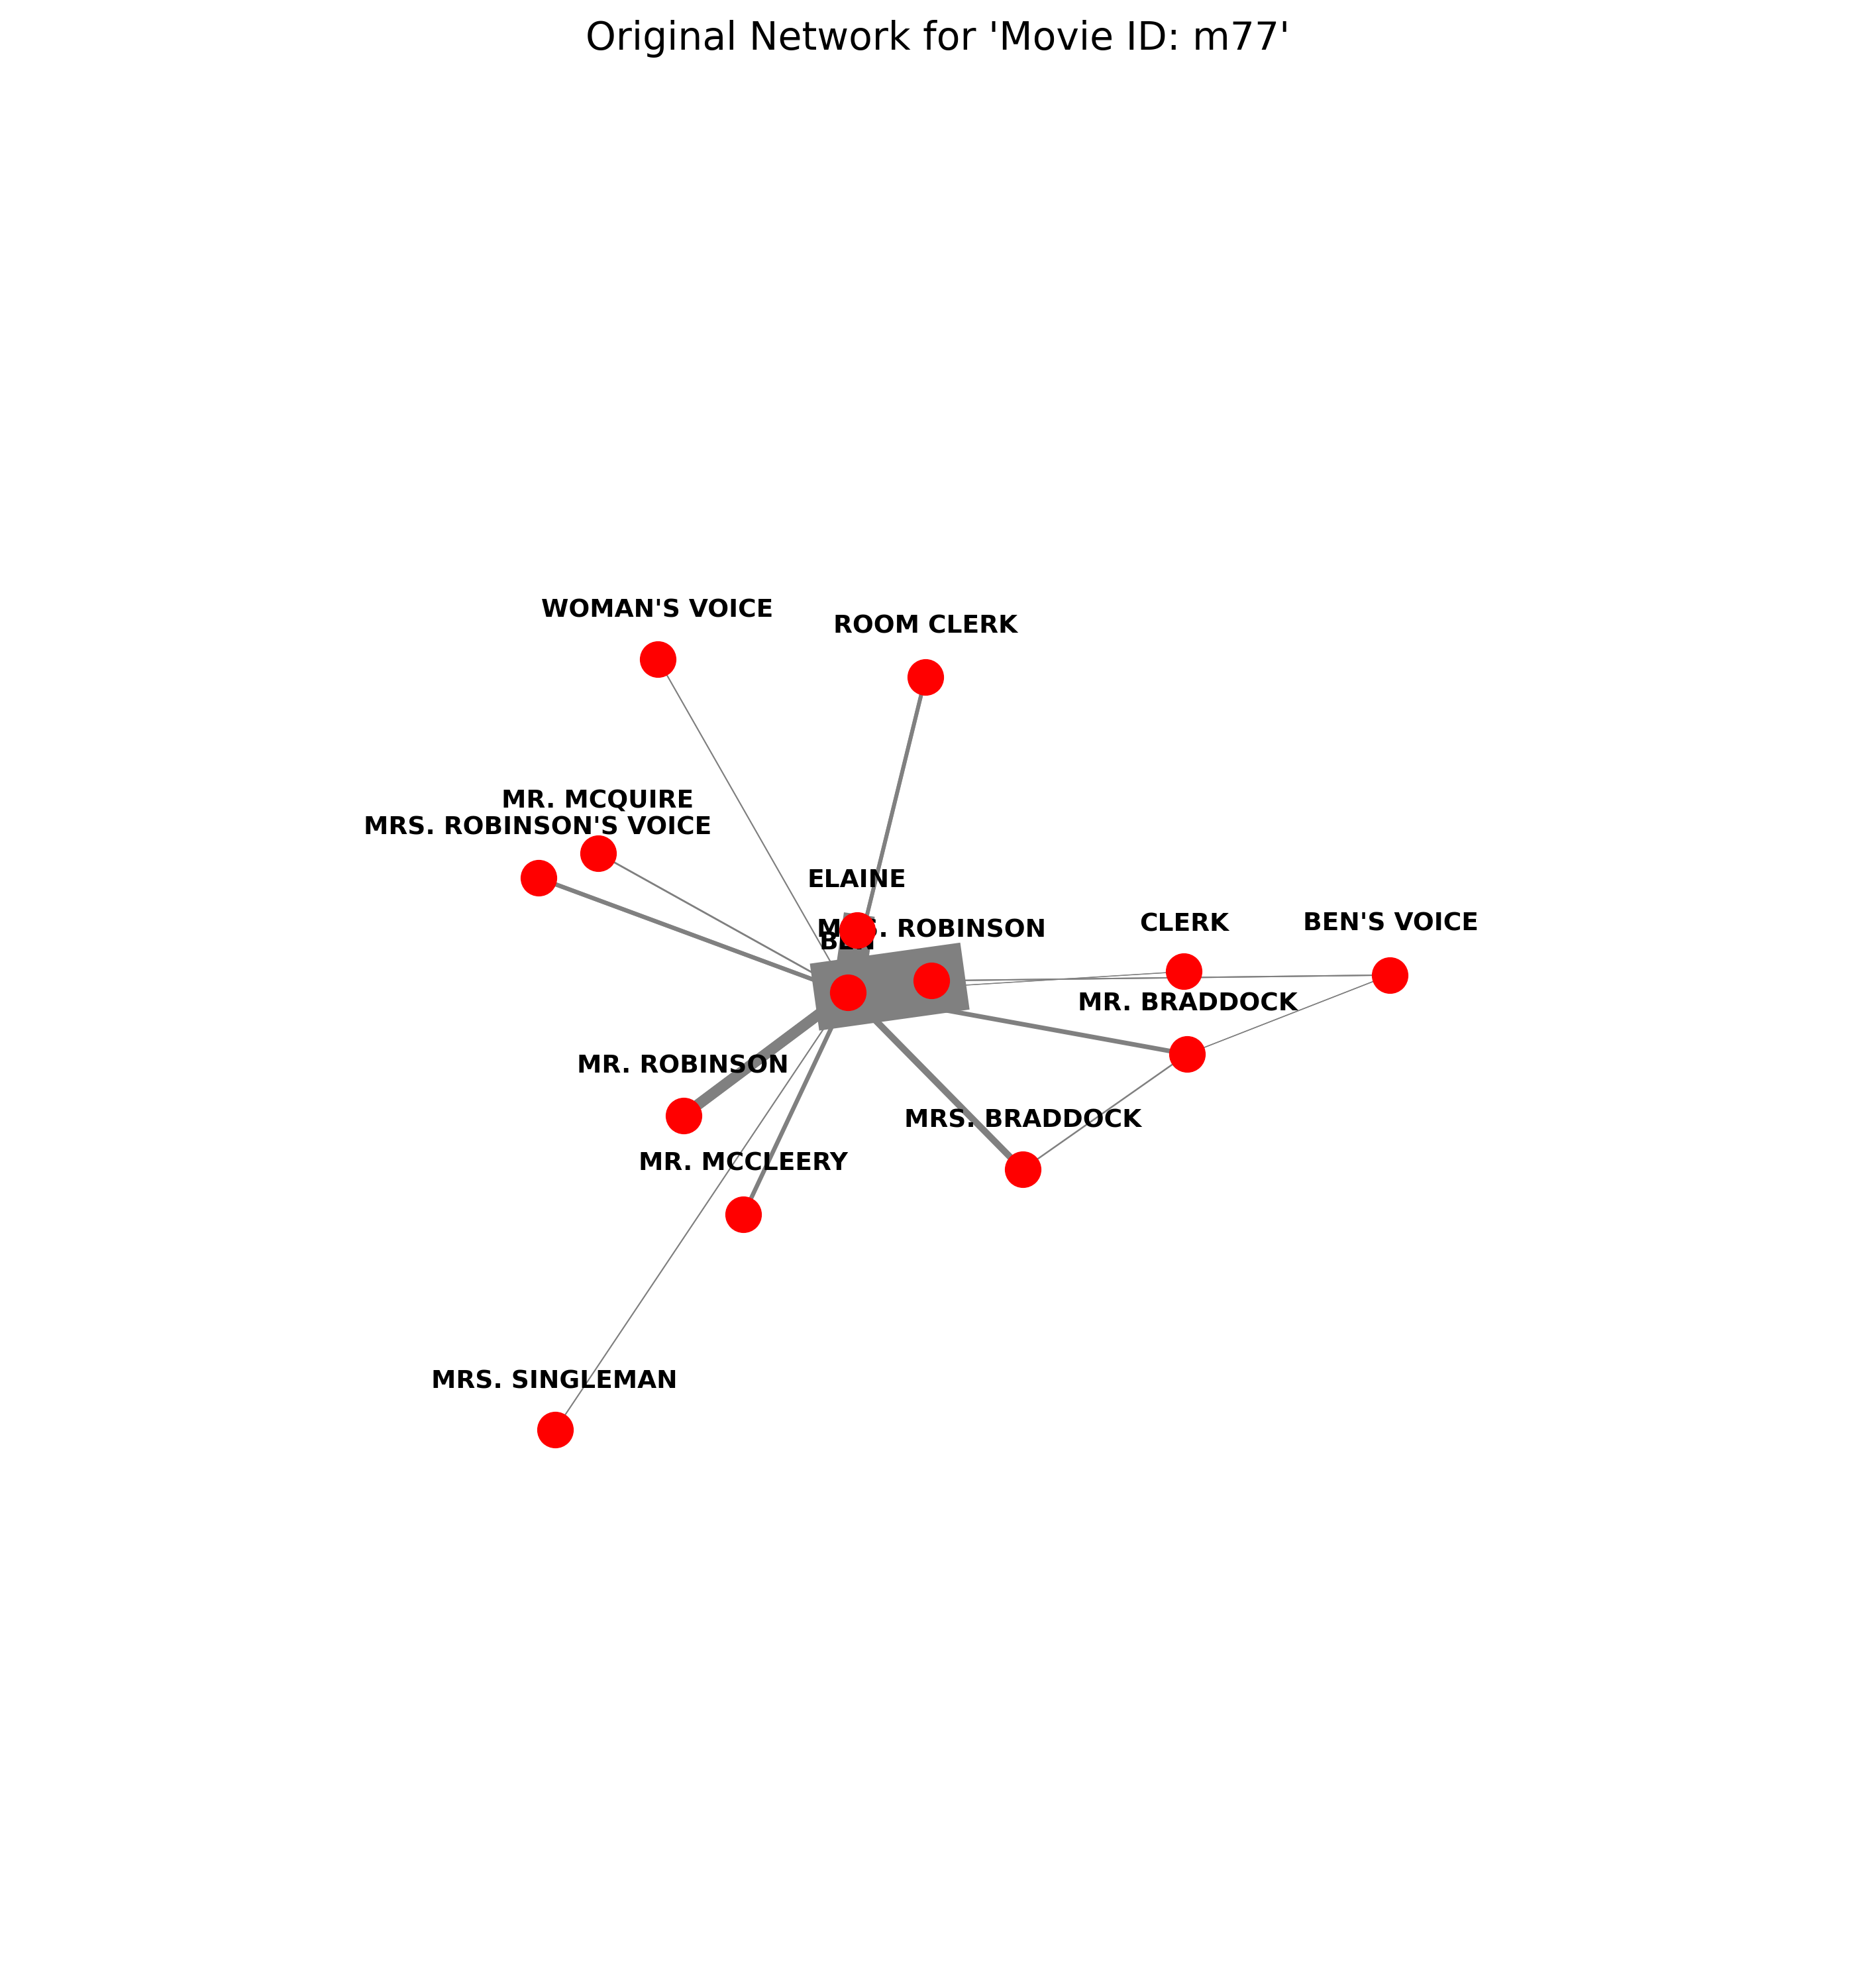 Original Network for 'Movie ID: m77'
WOMAN'S VOICE
ROOM CLERK
MR. MCQUIRE
MRS. ROBINSON'S VOICE
ELAINE
MRS. ROBINSON
BEN
CLERK
BEN'S VOICE
MR. BRADDOCK
MR. ROBINSON
MRS. BRADDOCK
MR. MCCLEERY
MRS. SINGLEMAN